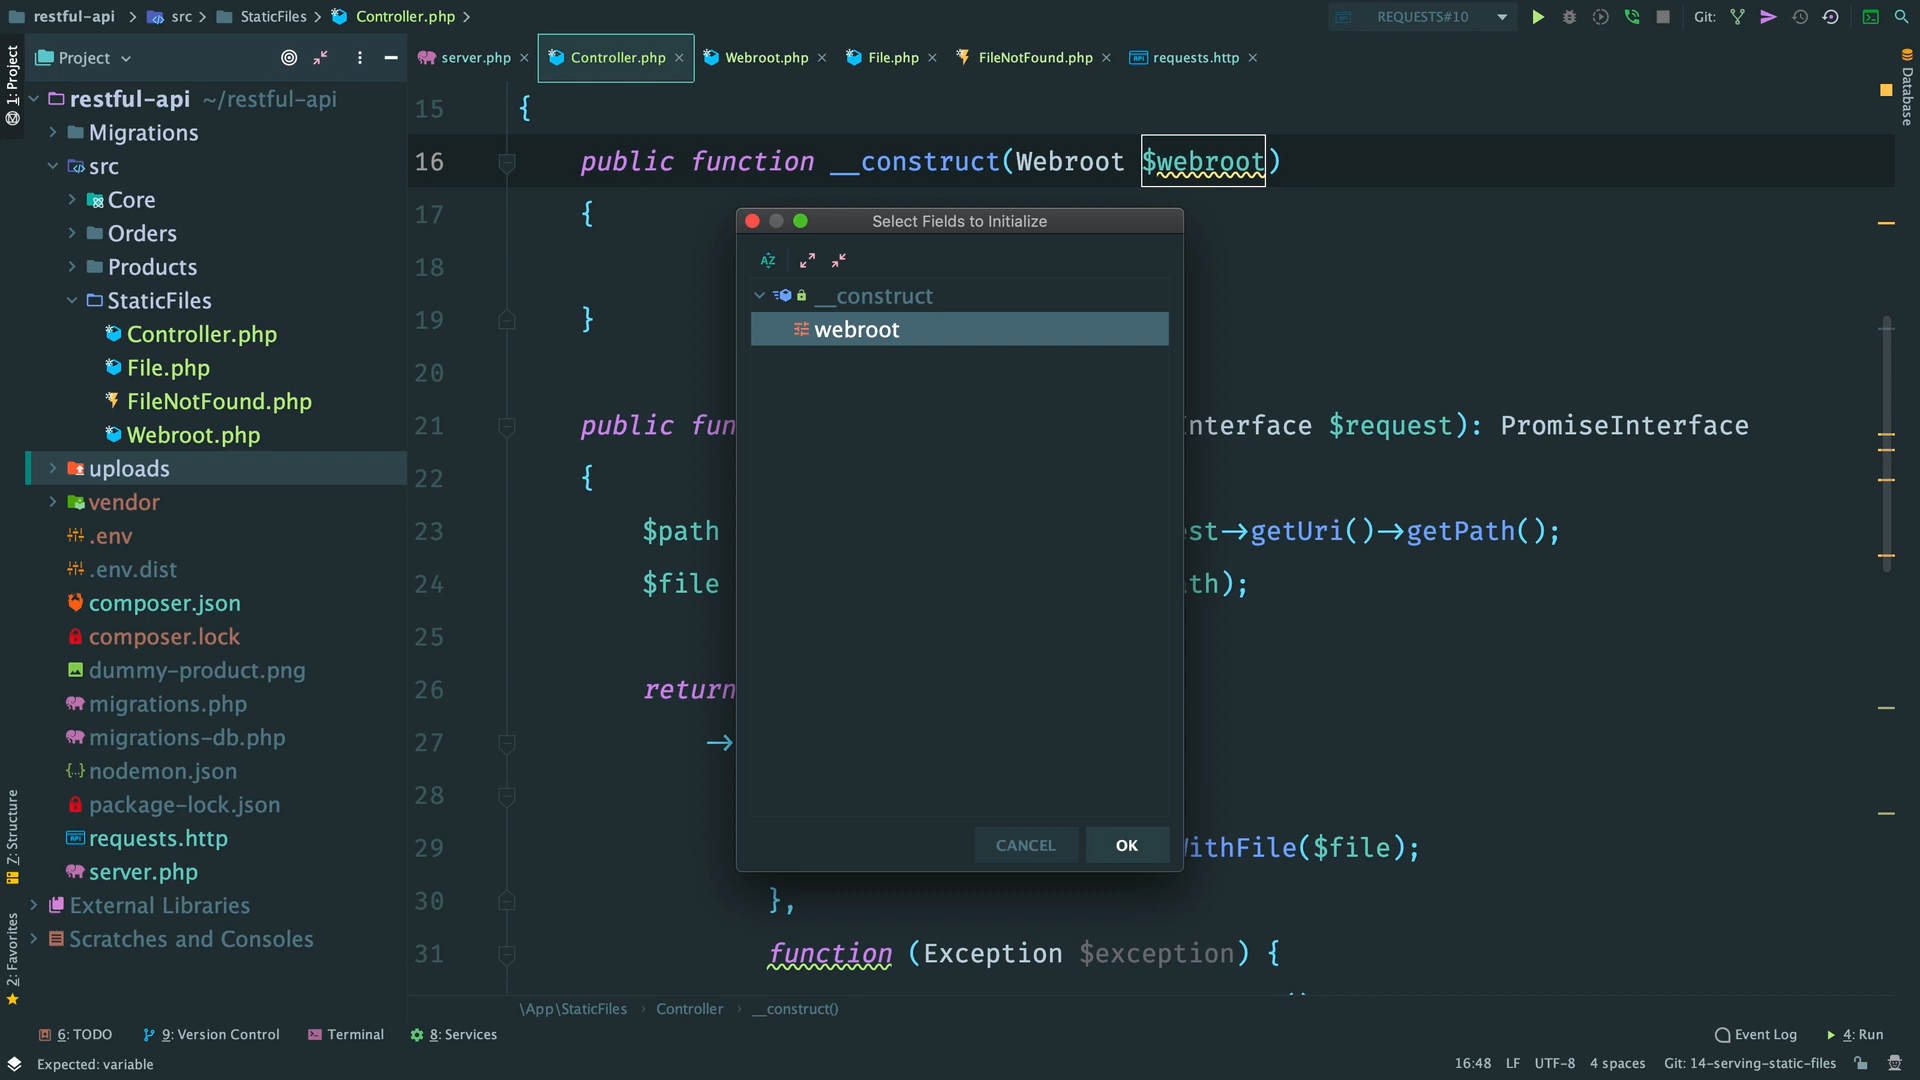 restful-api
src
StaticFiles
Controller.php
REQUESTS#10
Git:
1: Project
Project
server.php
Controller.php
Webroot.php
File.php
FileNotFound.php
requests.http
Database
restful-api ~/restful-api
Migrations
src
Core
Orders
Products
StaticFiles
Controller.php
File.php
FileNotFound.php
Webroot.php
uploads
vendor
.env
.env.dist
composer.json
composer.lock
dummy-product.png
migrations.php
migrations-db.php
nodemon.json
package-lock.json
requests.http
server.php
External Libraries
Scratches and Consoles
Z: Structure
2: Favorites
15 {
16 public function __construct(Webroot $webroot)
17 {
18
19 }
20
21 public fun nterface $request): PromiseInterface
22 {
23 $path est→getUri()→getPath();
24 $file th);
25
26 return
27 →
28
29 WithFile($file);
30 },
31 function (Exception $exception) {
Select Fields to Initialize
AZ
__construct
webroot
CANCEL
OK
\App\StaticFiles
Controller
__construct()
6: TODO
9: Version Control
Terminal
8: Services
Event Log
4: Run
Expected: variable
16:48
LF
UTF-8
4 spaces
Git: 14-serving-static-files